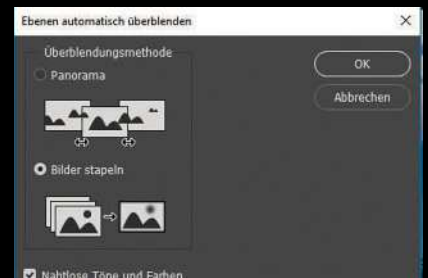 Ebenen automatisch überblenden
Überblendungsmethode
Panorama
Bilder stapeln
OK
Abbrechen
Nahtlose Töne und Farben